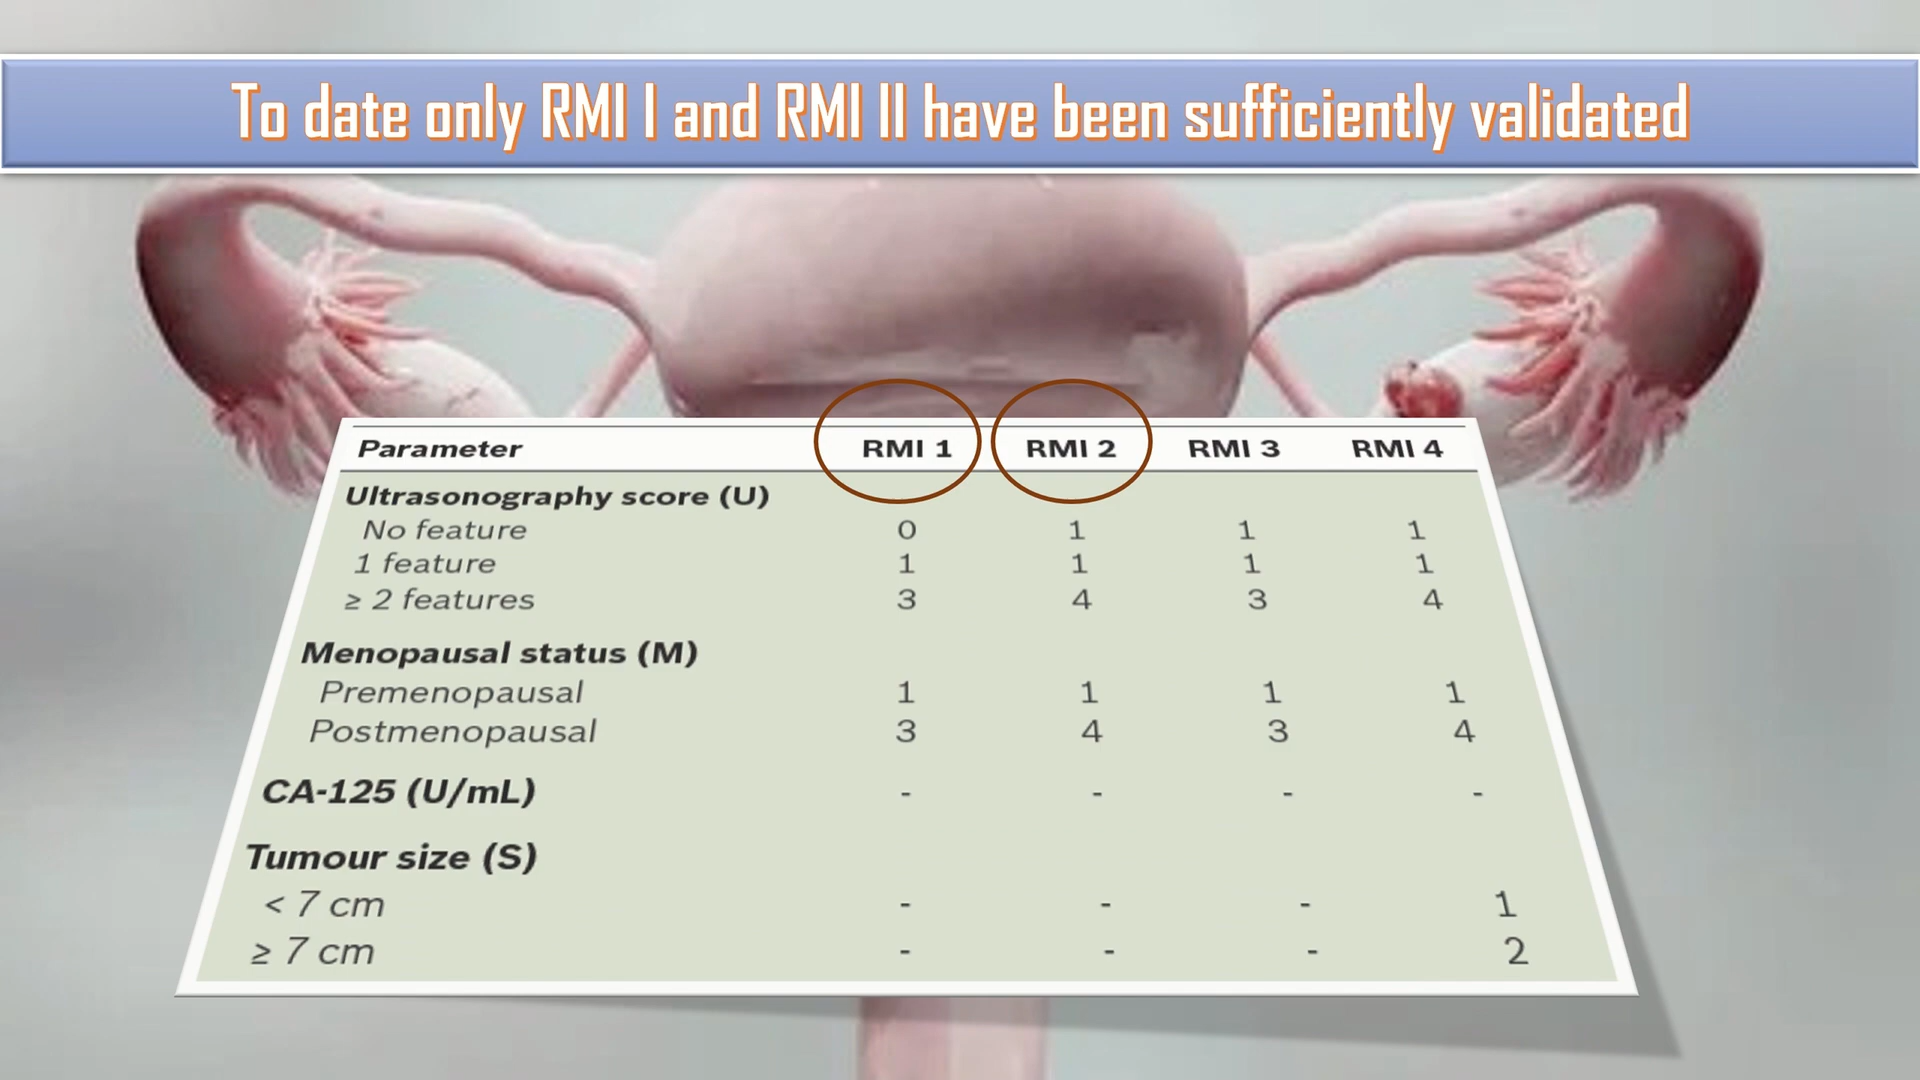 To date only RMI I and RMI II have been sufficiently validated
Parameter RMI 1 RMI 2 RMI 3 RMI 4
Ultrasonography score (U)
No feature 0 1 1 1
1 feature 1 1 1 1
≥ 2 features 3 4 3 4
Menopausal status (M)
Premenopausal 1 1 1 1
Postmenopausal 3 4 3 4
CA-125 (U/mL) - - - -
Tumour size (S)
< 7 cm - - - 1
≥ 7 cm - - - 2